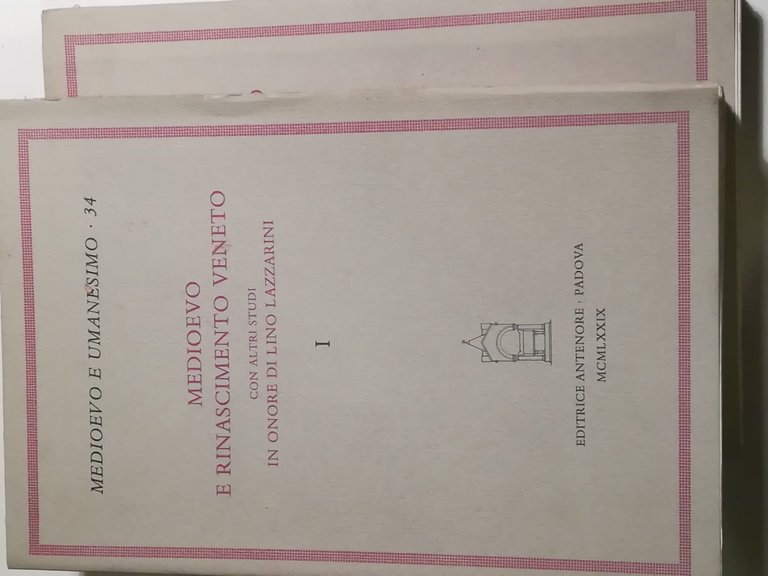 MEDIOEVO E UMANESIMO · 34
MEDIOEVO
E RINASCIMENTO VENETO
CON ALTRI STUDI
IN ONORE DI LINO LAZZARINI
I
EDITRICE ANTENORE · PADOVA
MCMLXXIX